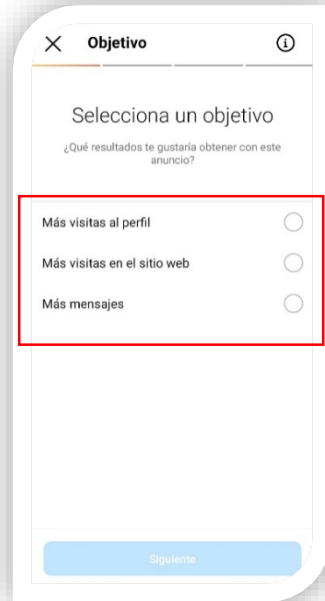 Objetivo
Selecciona un objetivo
¿Qué resultados te gustaría obtener con este
anuncio?
Más visitas al perfil
Más visitas en el sitio web
Más mensajes
Siguiente